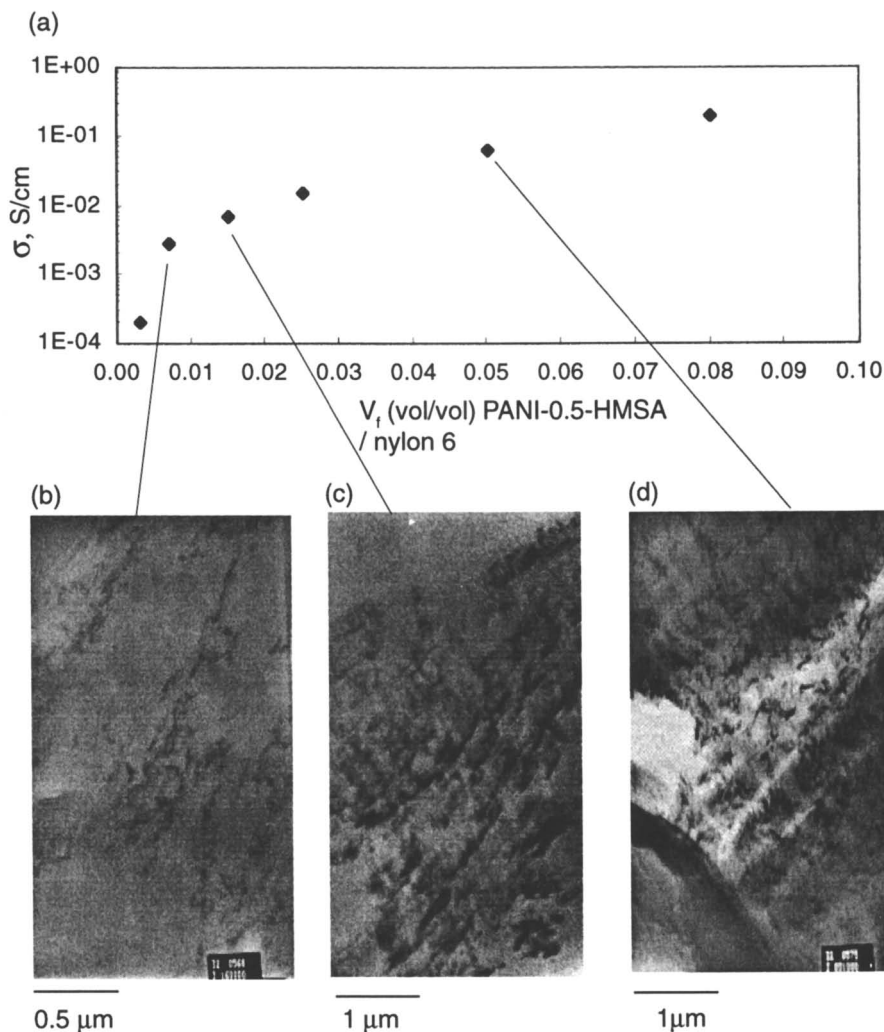 (a)
1E+00
1E-01
1E-02
1E-03
1E-04
σ, S/cm
0.00 0.01 0.02 0.03 0.04 0.05 0.06 0.07 0.08 0.09 0.10
V_f (vol/vol) PANI-0.5-HMSA
/ nylon 6
(b) (c) (d)
0.5 μm 1 μm 1μm